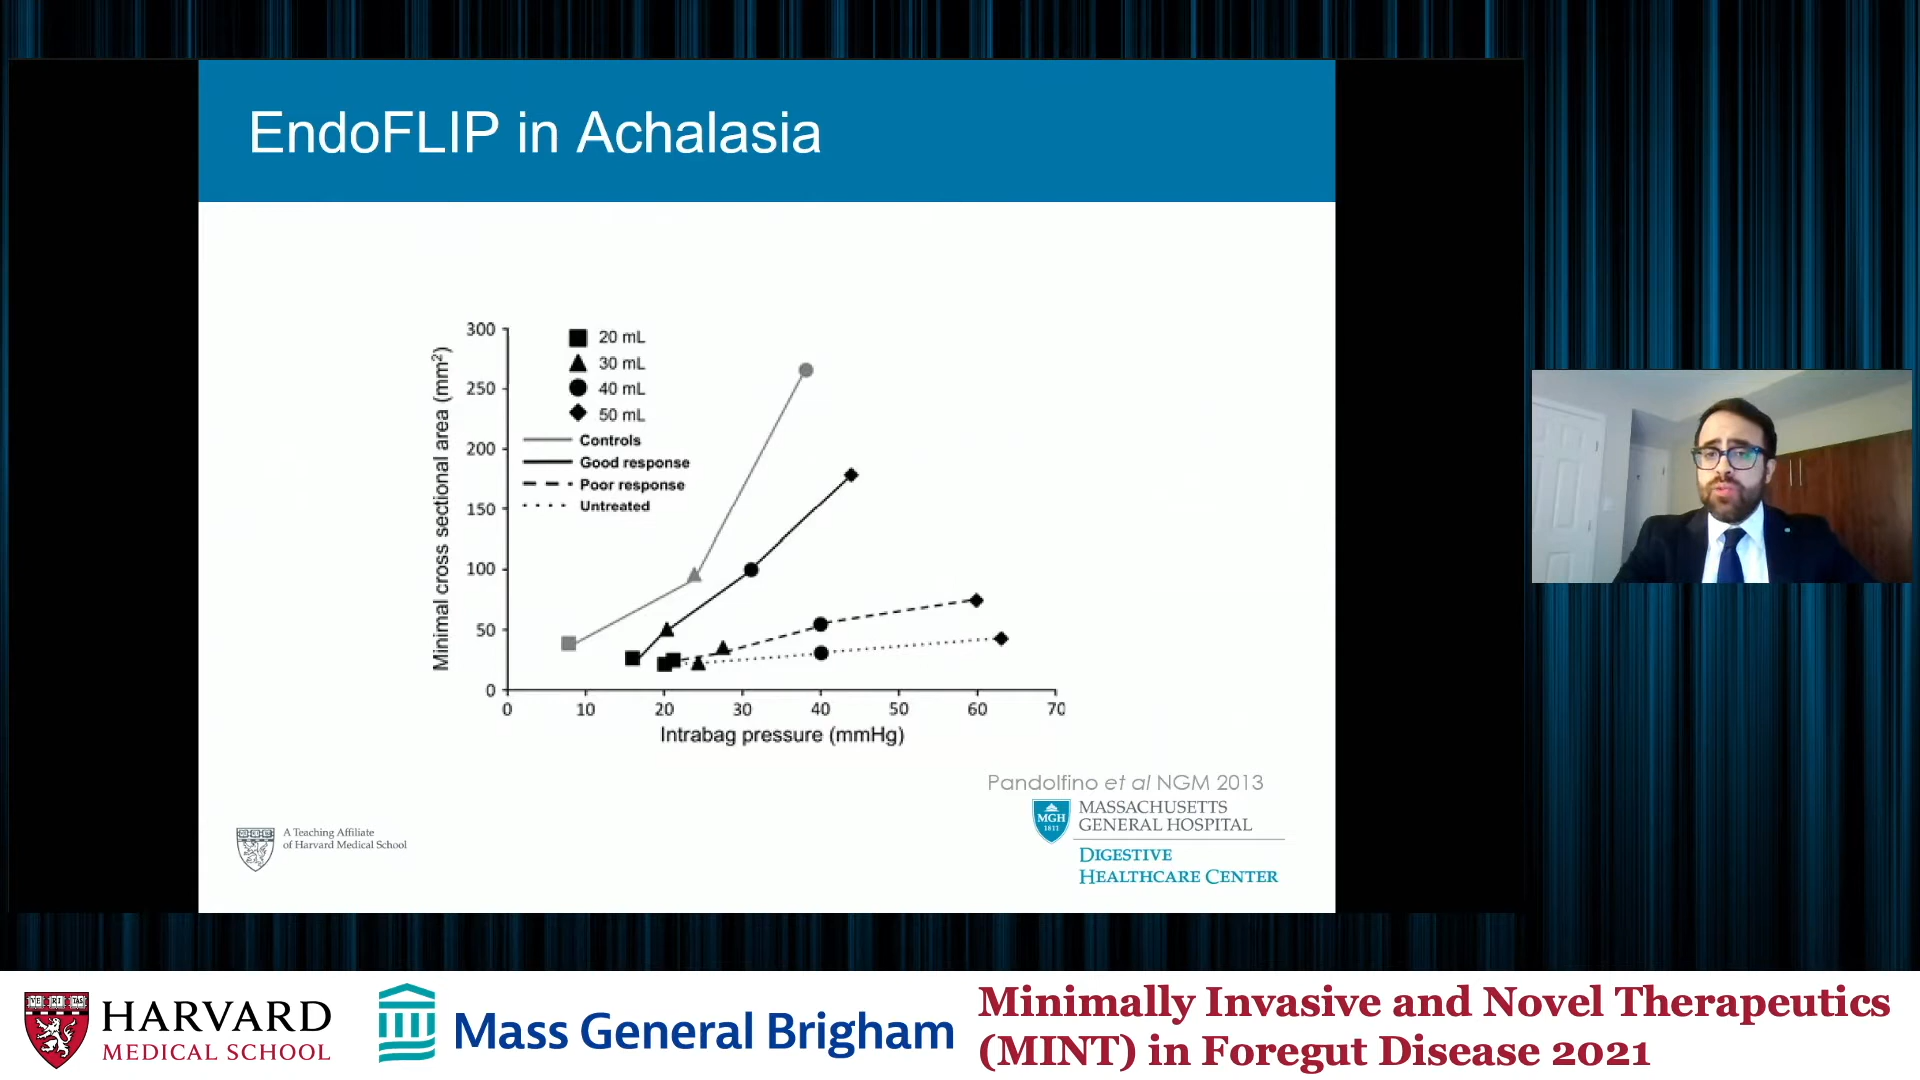 EndoFLIP in Achalasia
300
250
200
150
100
50
0
Minimal cross sectional area (mm²)
20 mL
30 mL
40 mL
50 mL
Controls
Good response
Poor response
Untreated
0 10 20 30 40 50 60 70
Intrabag pressure (mmHg)
Pandolfino et al NGM 2013
A Teaching Affiliate
of Harvard Medical School
MGH
1811
MASSACHUSETTS
GENERAL HOSPITAL
DIGESTIVE
HEALTHCARE CENTER
VE RI TAS
HARVARD
MEDICAL SCHOOL
Mass General Brigham
Minimally Invasive and Novel Therapeutics
(MINT) in Foregut Disease 2021